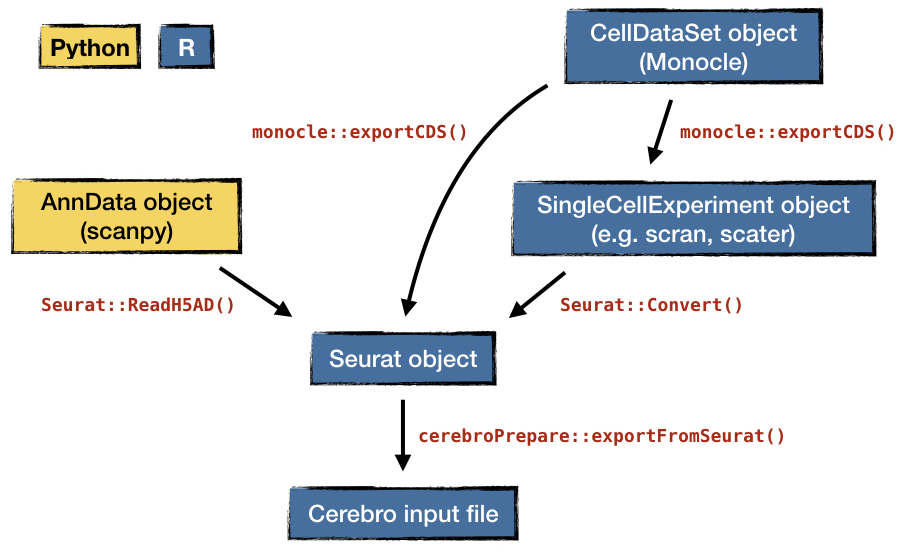 Python
R
CellDataSet object
(Monocle)
monocle::exportCDS()
monocle::exportCDS()
AnnData object
(scanpy)
SingleCellExperiment object
(e.g. scran, scater)
Seurat::ReadH5AD()
Seurat::Convert()
Seurat object
cerebroPrepare::exportFromSeurat()
Cerebro input file